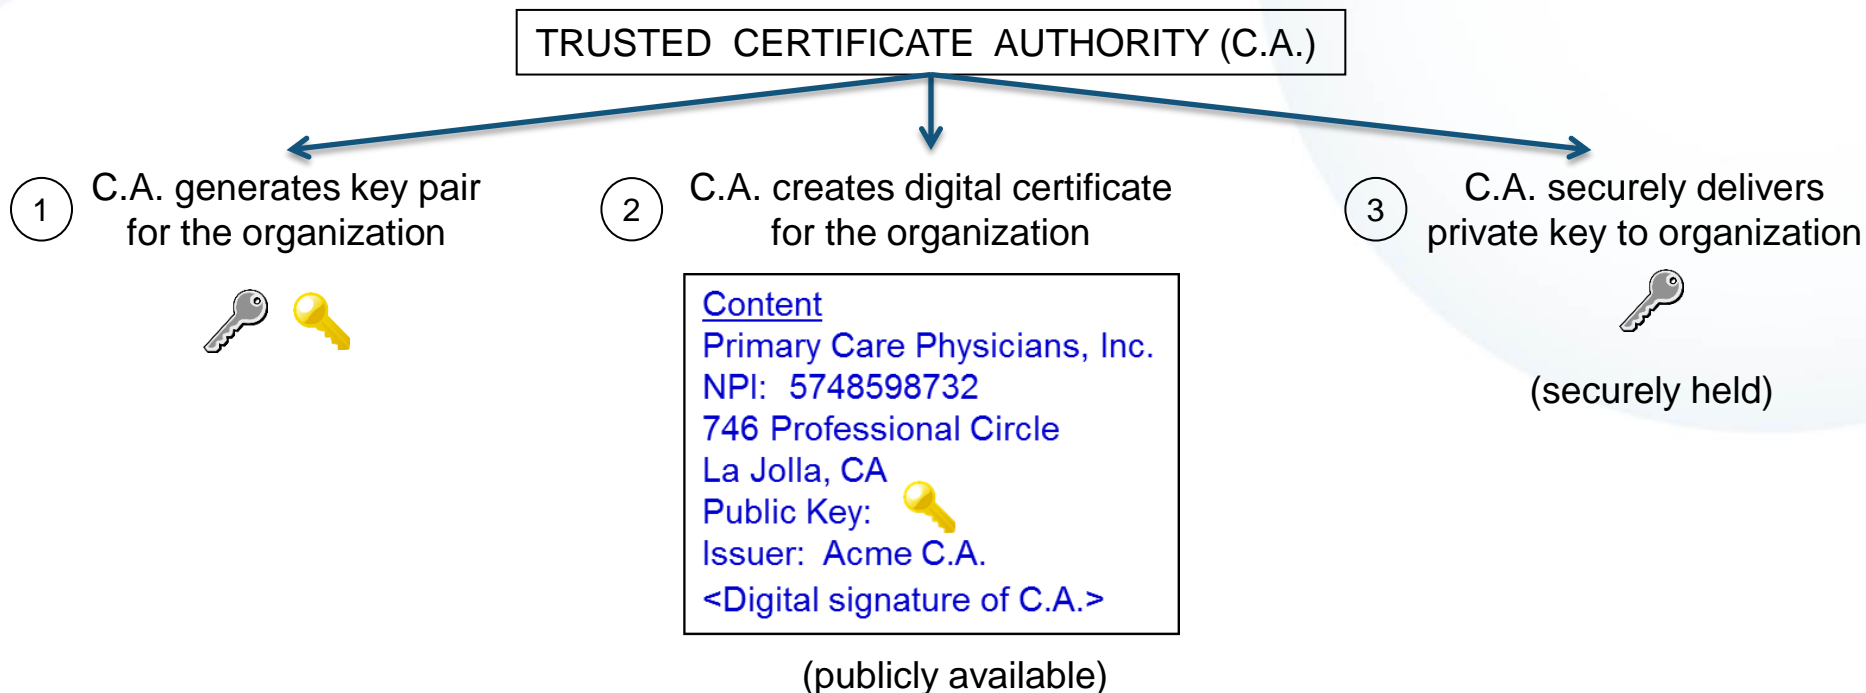 TRUSTED CERTIFICATE AUTHORITY (C.A.)
1
C.A. generates key pair
for the organization
2
C.A. creates digital certificate
for the organization
Content
Primary Care Physicians, Inc.
NPI: 5748598732
746 Professional Circle
La Jolla, CA
Public Key:
Issuer: Acme C.A.
<Digital signature of C.A.>
(publicly available)
3
C.A. securely delivers
private key to organization
(securely held)